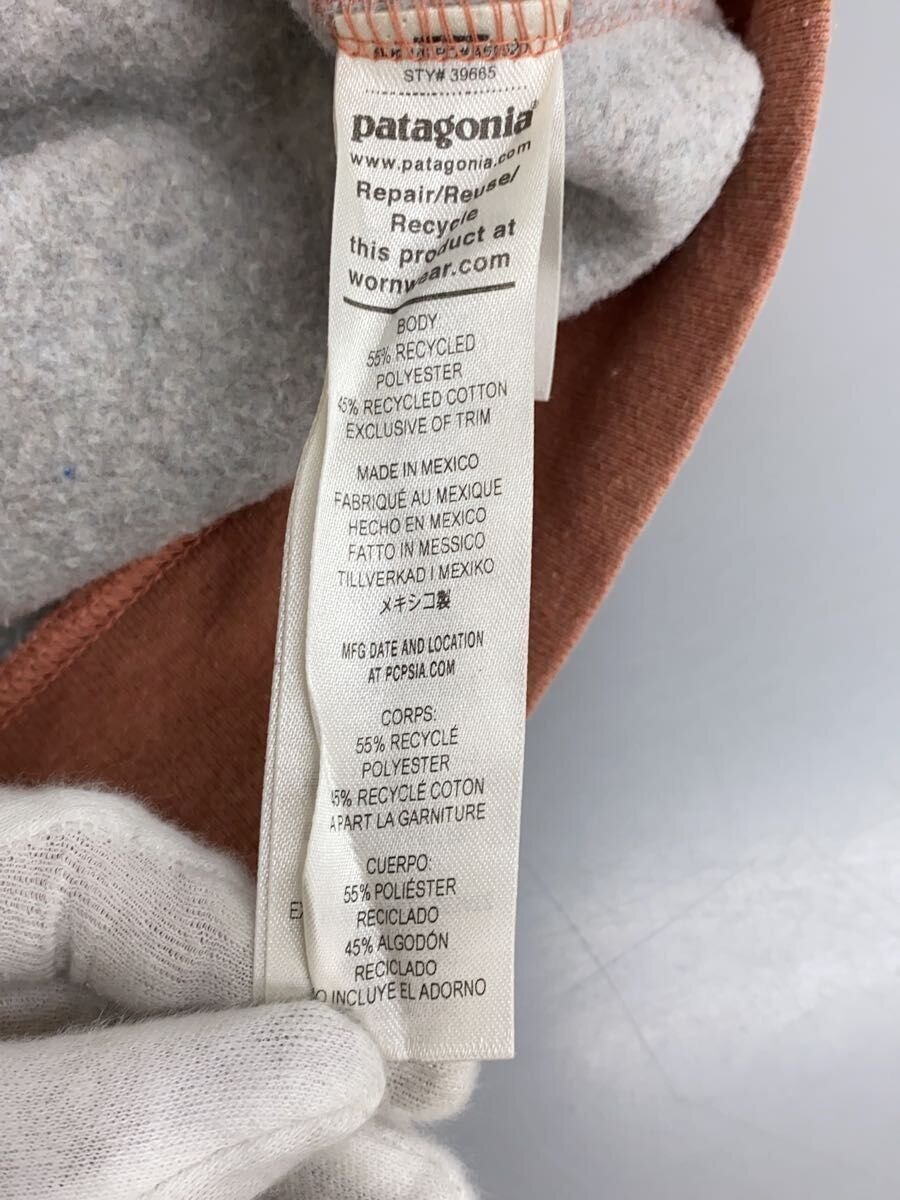 STY# 39665
patagonia®
www.patagonia.com
Repair/Reuse/
Recycle
this product at
wornwear.com
BODY
55% RECYCLED
POLYESTER
45% RECYCLED COTTON
EXCLUSIVE OF TRIM
MADE IN MEXICO
FABRIQUÉ AU MEXIQUE
HECHO EN MEXICO
FATTO IN MESSICO
TILLVERKAD I MEXIKO
メキシコ製
MFG DATE AND LOCATION
AT PCPSIA.COM
CORPS:
55% RECYCLÉ
POLYESTER
45% RECYCLÉ COTON
APART LA GARNITURE
CUERPO:
55% POLIÉSTER
EX RECICLADO
45% ALGODÓN
RECICLADO
O INCLUYE EL ADORNO